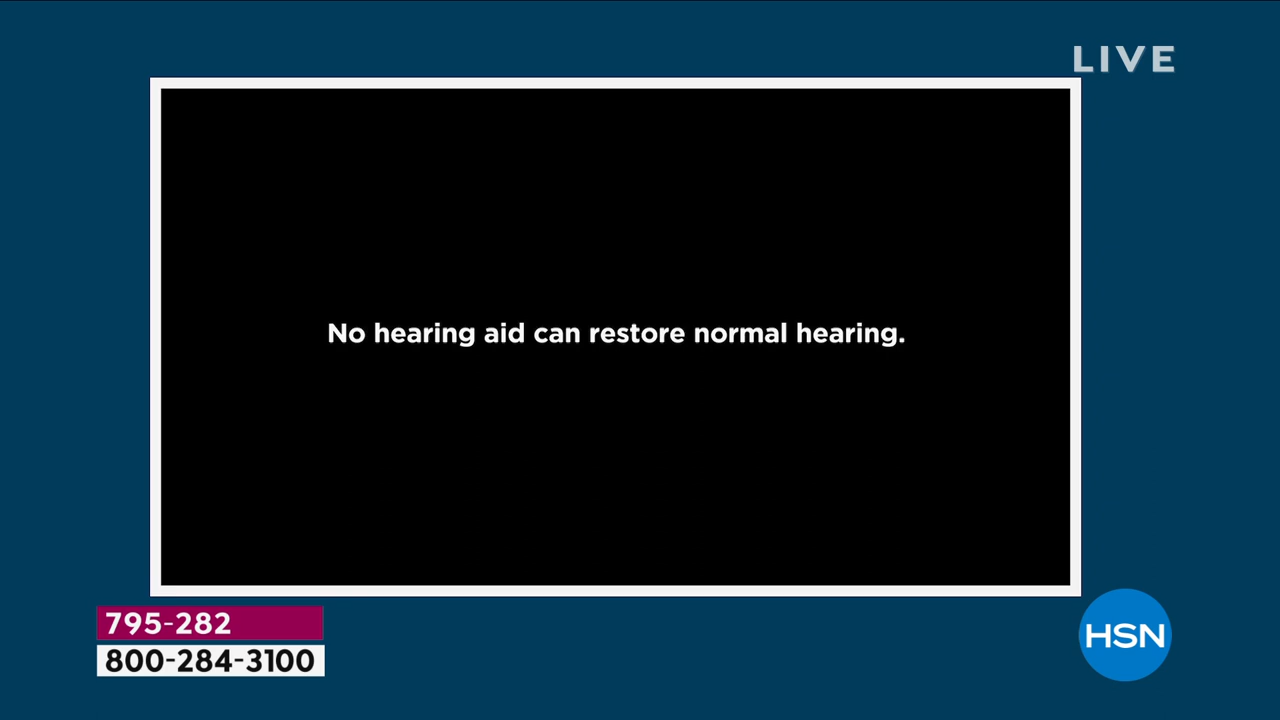 LIVE
No hearing aid can restore normal hearing.
795-282
800-284-3100
HSN